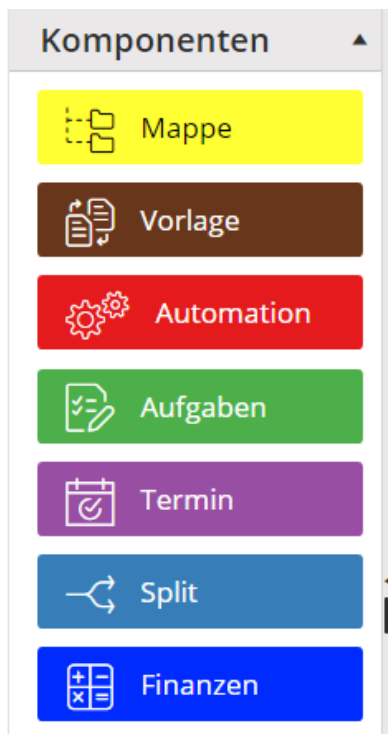 Komponenten
Mappe
Vorlage
Automation
Aufgaben
Termin
Split
Finanzen